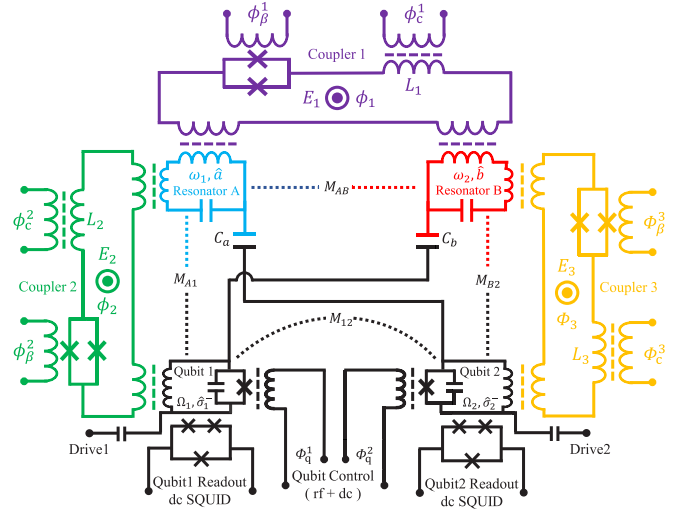 ϕ_β^1
ϕ_c^1
Coupler 1
L_1
E_1 ϕ_1
ω_1, â
Resonator A
M_AB
ω_2, b̂
Resonator B
ϕ_c^2
L_2
C_a
C_b
Φ_β^3
E_2
Coupler 2
ϕ_2
M_A1
M_B2
E_3
Coupler 3
Φ_3
ϕ_β^2
M_12
L_3
Φ_c^3
Qubit 1
Qubit 2
Ω_1, σ̂_1^−
Ω_2, σ̂_2^−
Drive1
Φ_q^1
Φ_q^2
Drive2
Qubit Control
( rf + dc )
Qubit1 Readout
dc SQUID
Qubit2 Readout
dc SQUID